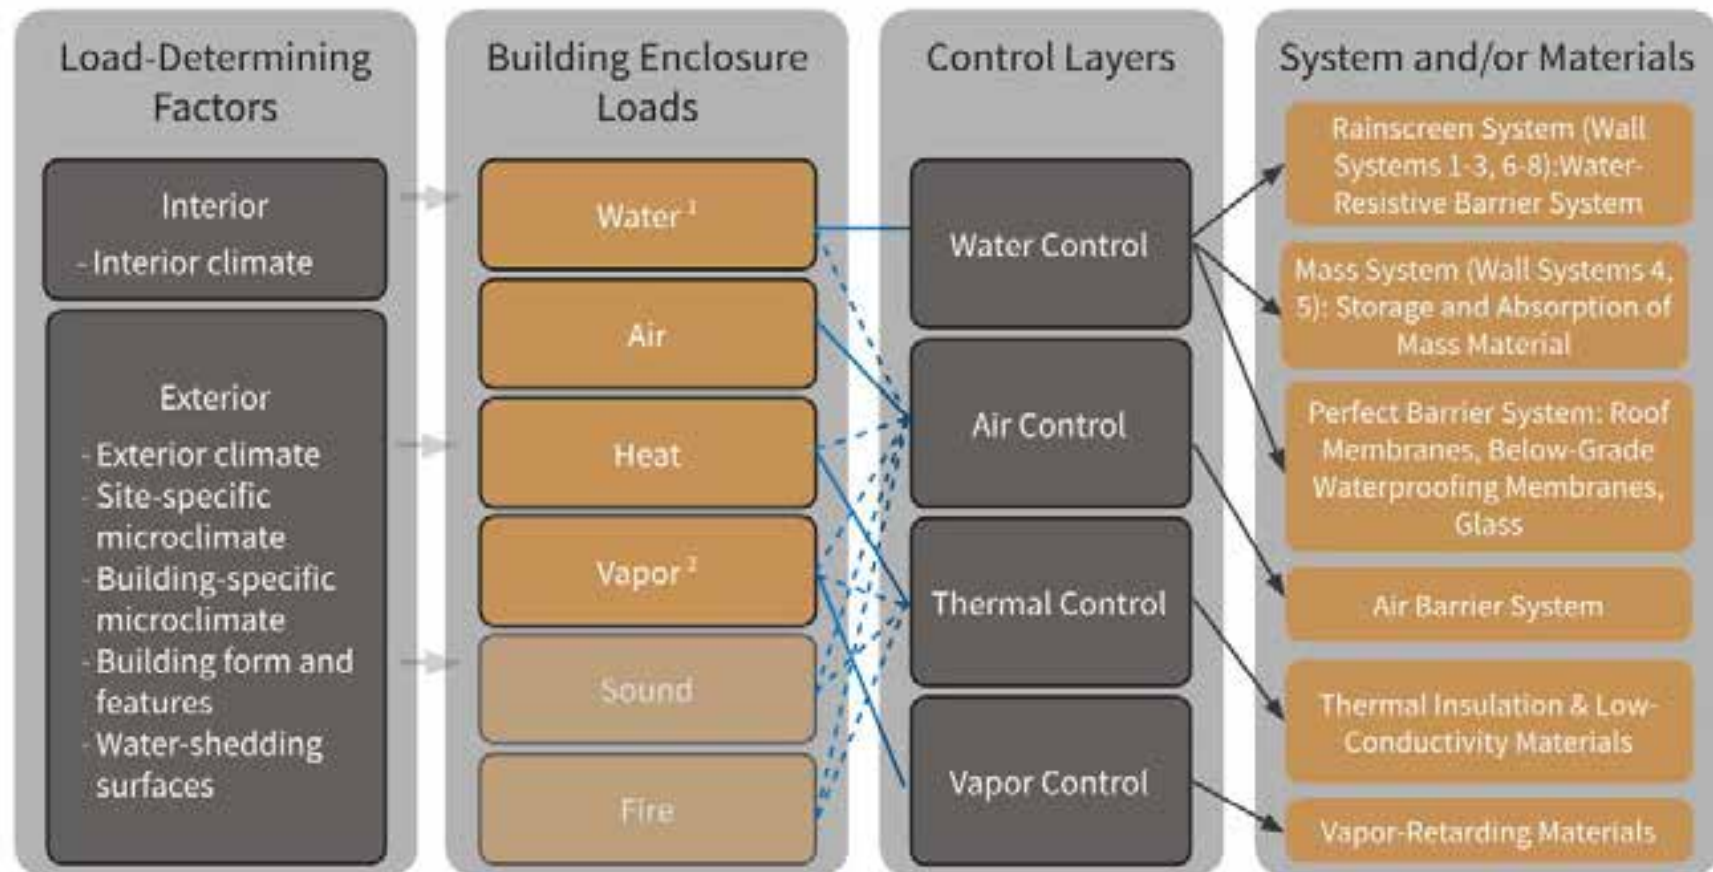 Load-Determining
Factors
Interior
- Interior climate
Exterior
- Exterior climate
- Site-specific
microclimate
- Building-specific
microclimate
- Building form and
features
- Water-shedding
surfaces
Building Enclosure
Loads
Water 1
Air
Heat
Vapor 2
Sound
Fire
Control Layers
Water Control
Air Control
Thermal Control
Vapor Control
System and/or Materials
Rainscreen System (Wall
Systems 1-3, 6-8):Water-
Resistive Barrier System
Mass System (Wall Systems 4,
5): Storage and Absorption of
Mass Material
Perfect Barrier System: Roof
Membranes, Below-Grade
Waterproofing Membranes,
Glass
Air Barrier System
Thermal Insulation & Low-
Conductivity Materials
Vapor-Retarding Materials